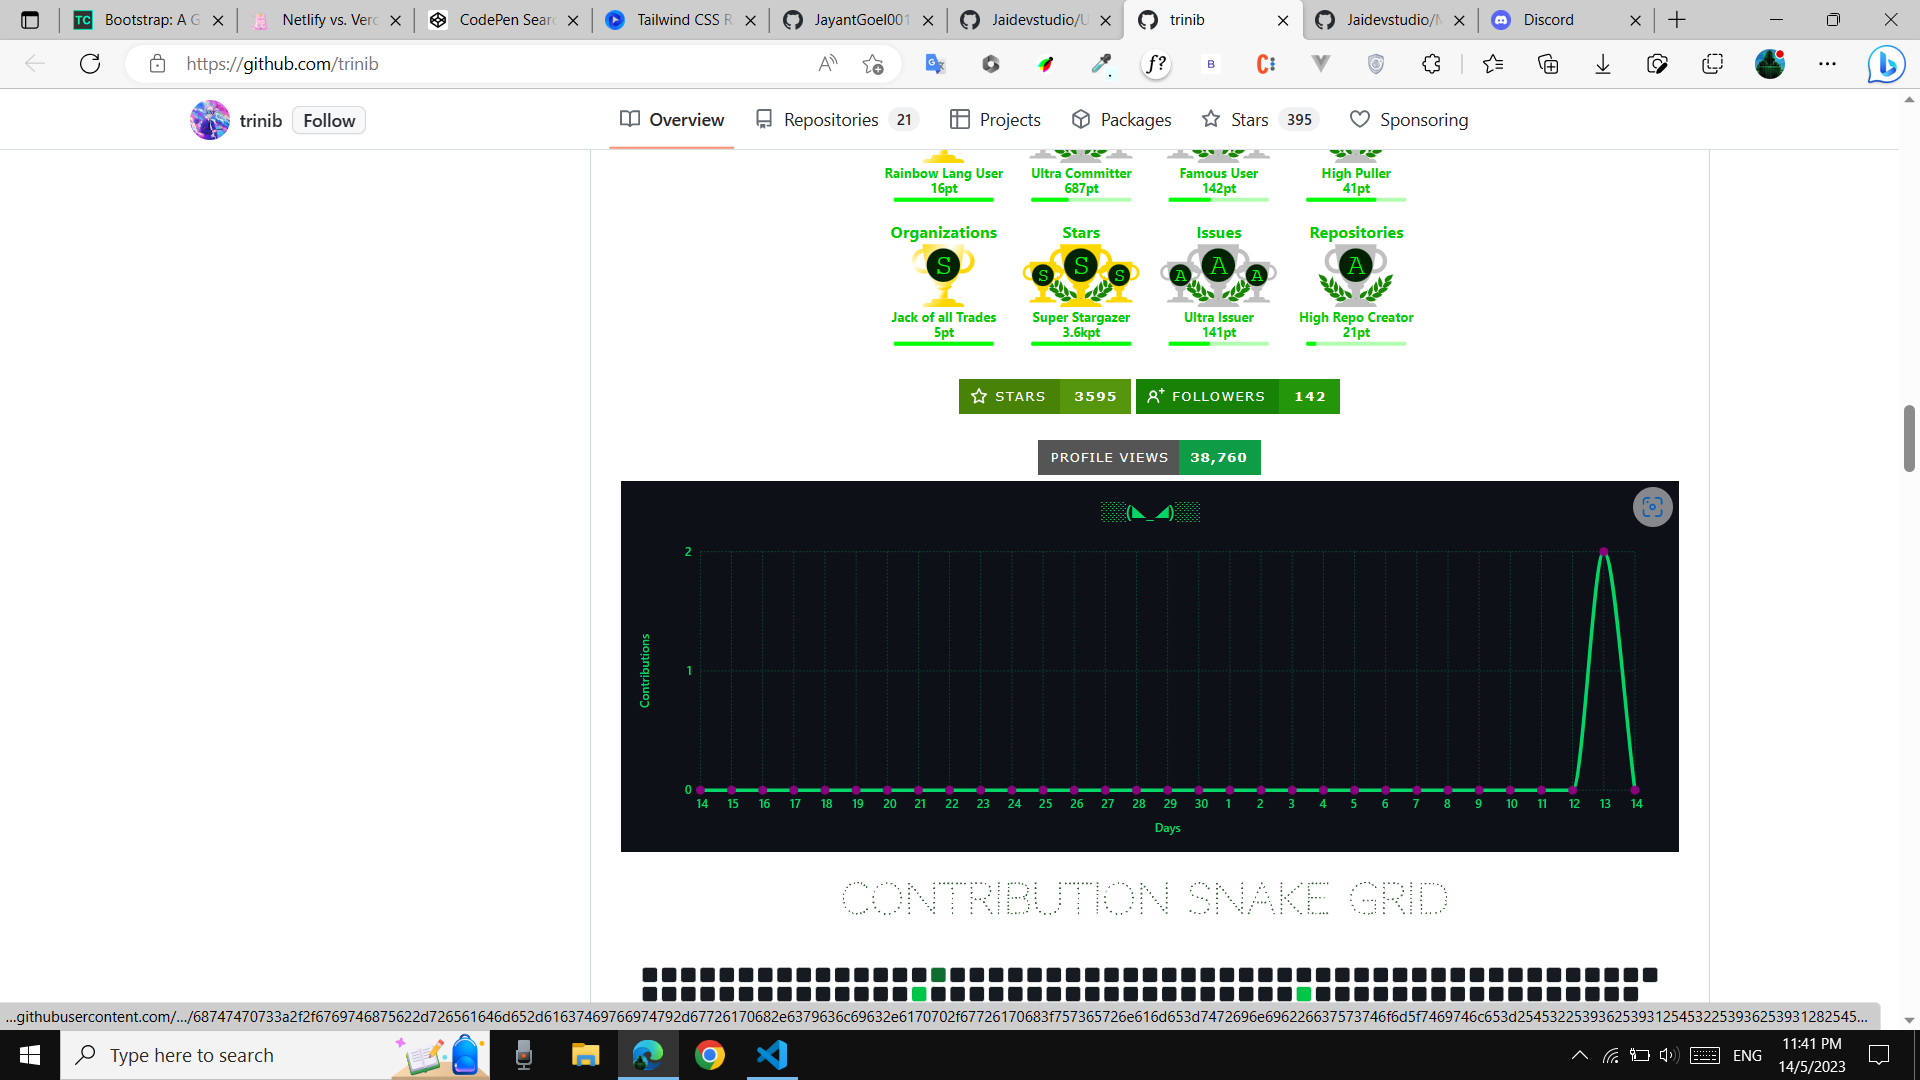 Bootstrap: A G
Netlify vs. Verc
CodePen Sear
Tailwind CSS R
JayantGoel001
Jaidevstudio/U
trinib
Jaidevstudio/N
Discord
https://github.com/trinib
trinib
Follow
Overview
Repositories 21
Projects
Packages
Stars 395
Sponsoring
Rainbow Lang User
16pt
Ultra Committer
687pt
Famous User
142pt
High Puller
41pt
Organizations
S
Jack of all Trades
5pt
Stars
S S S
Super Stargazer
3.6kpt
Issues
A A A
Ultra Issuer
141pt
Repositories
A
High Repo Creator
21pt
STARS 3595
FOLLOWERS 142
PROFILE VIEWS 38,760
░░░(◣_◢)░░░
2
1
0
Contributions
14 15 16 17 18 19 20 21 22 23 24 25 26 27 28 29 30 1 2 3 4 5 6 7 8 9 10 11 12 13 14
Days
CONTRIBUTION SNAKE GRID
Type here to search
ENG
11:41 PM
14/5/2023